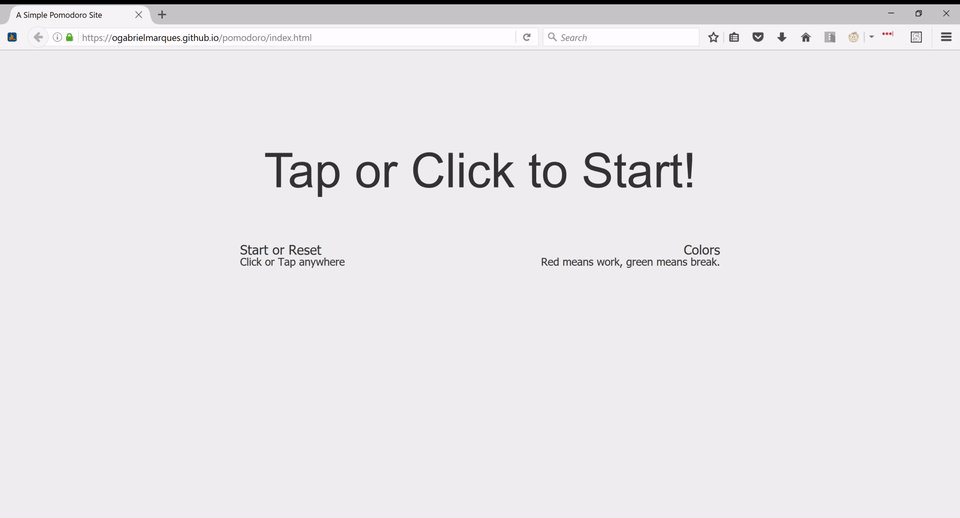 A Simple Pomodoro Site
https://ogabrielmarques.github.io/pomodoro/index.html
Search
Tap or Click to Start!
Start or Reset
Click or Tap anywhere
Colors
Red means work, green means break.